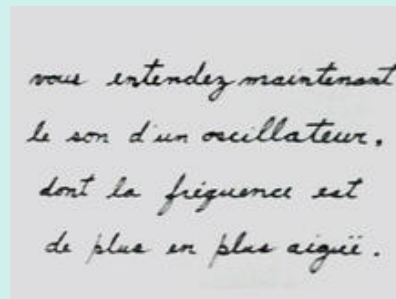 vous entendez maintenant
le son d'un oscillateur,
dont la fréquence est
de plus en plus aiguë.